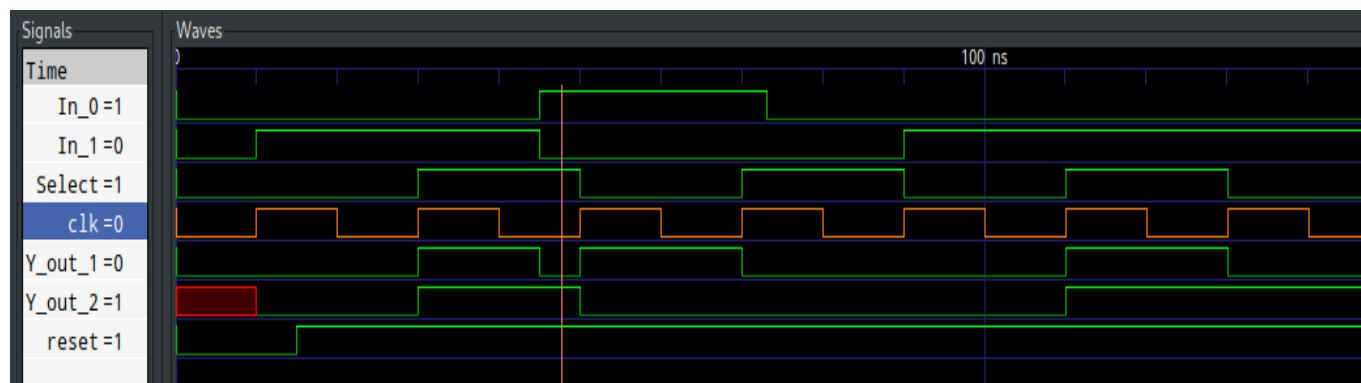 Signals
Waves
Time
0
100 ns
In_0 =1
In_1 =0
Select =1
clk =0
Y_out_1 =0
Y_out_2 =1
reset =1